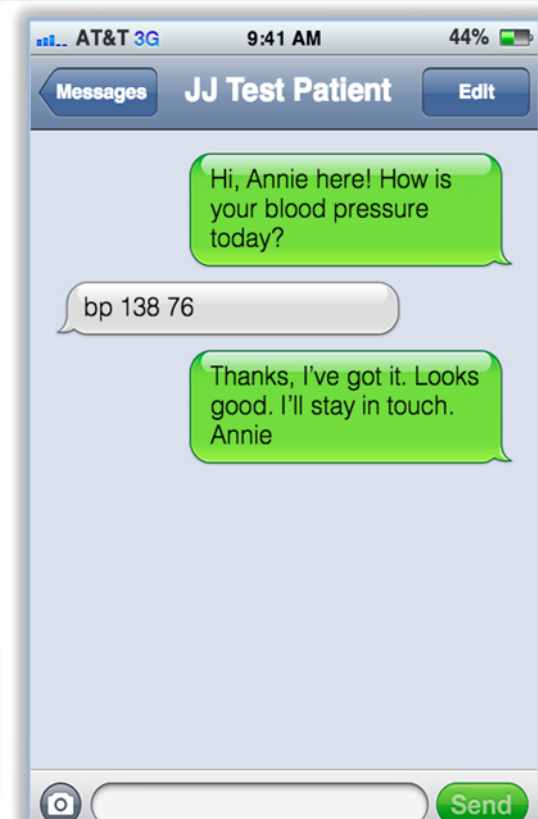 AT&T 3G 9:41 AM 44%
Messages JJ Test Patient Edit
Hi, Annie here! How is
your blood pressure
today?
bp 138 76
Thanks, I've got it. Looks
good. I'll stay in touch.
Annie
Send